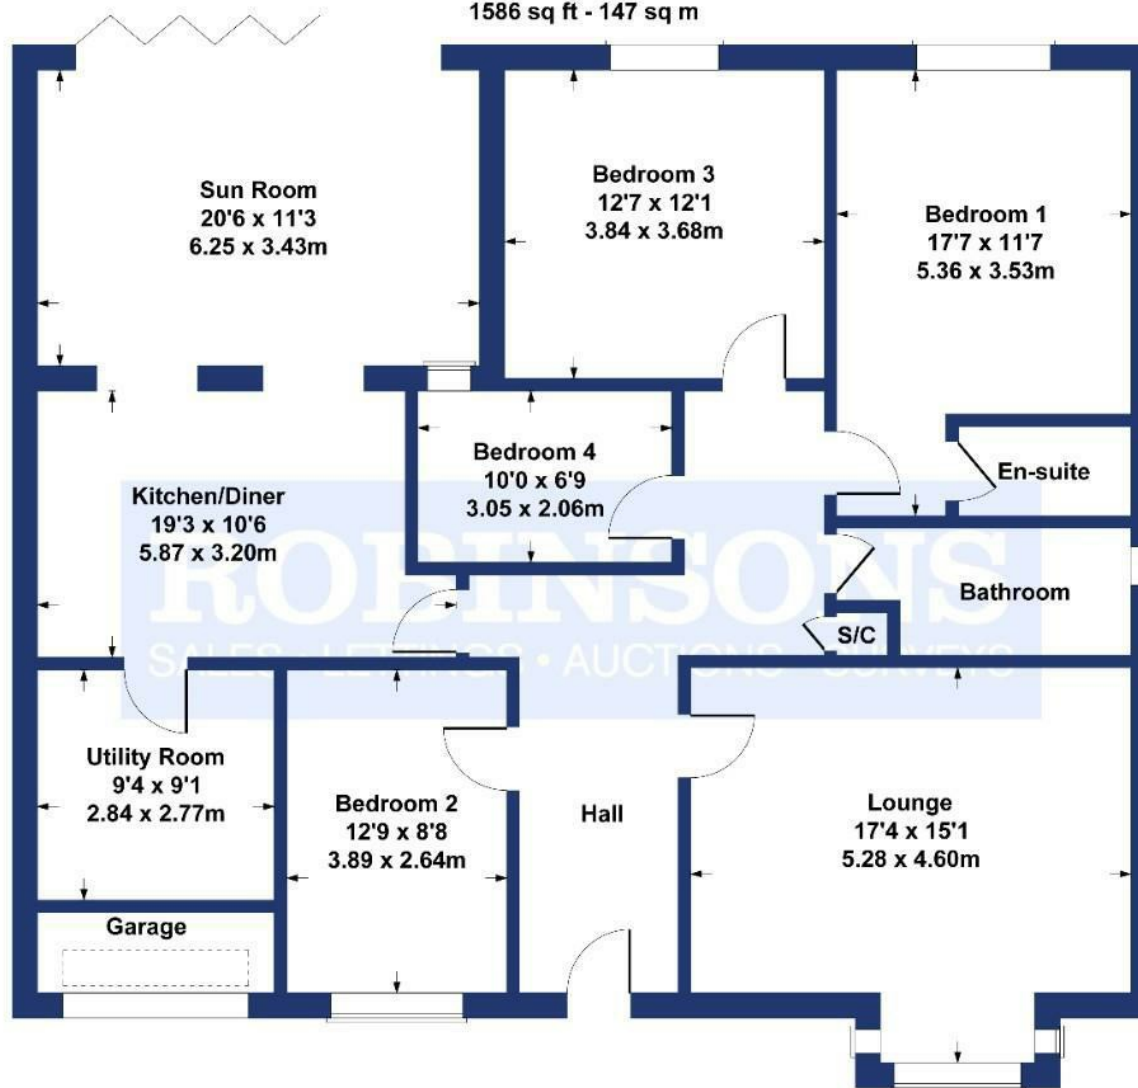 1586 sq ft - 147 sq m
Sun Room
20'6 x 11'3
6.25 x 3.43m
Bedroom 3
12'7 x 12'1
3.84 x 3.68m
Bedroom 1
17'7 x 11'7
5.36 x 3.53m
Bedroom 4
10'0 x 6'9
3.05 x 2.06m
En-suite
Kitchen/Diner
19'3 x 10'6
5.87 x 3.20m
ROBINSONS
SALES • LETTINGS • AUCTIONS • SURVEYS
Bathroom
S/C
Utility Room
9'4 x 9'1
2.84 x 2.77m
Bedroom 2
12'9 x 8'8
3.89 x 2.64m
Hall
Lounge
17'4 x 15'1
5.28 x 4.60m
Garage